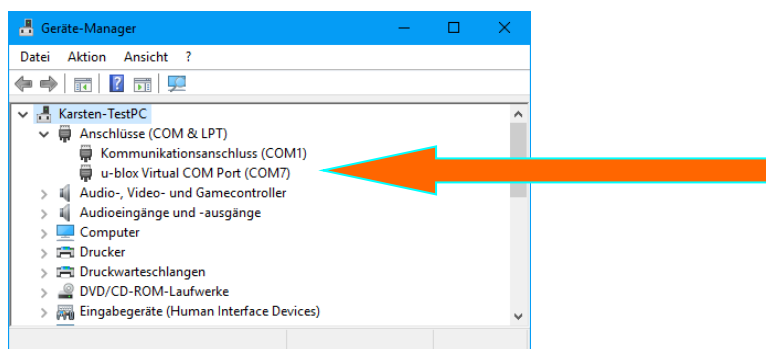 Geräte-Manager
Datei Aktion Ansicht ?
Karsten-TestPC
Anschlüsse (COM & LPT)
Kommunikationsanschluss (COM1)
u-blox Virtual COM Port (COM7)
Audio-, Video- und Gamecontroller
Audioeingänge und -ausgänge
Computer
Drucker
Druckwarteschlangen
DVD/CD-ROM-Laufwerke
Eingabegeräte (Human Interface Devices)